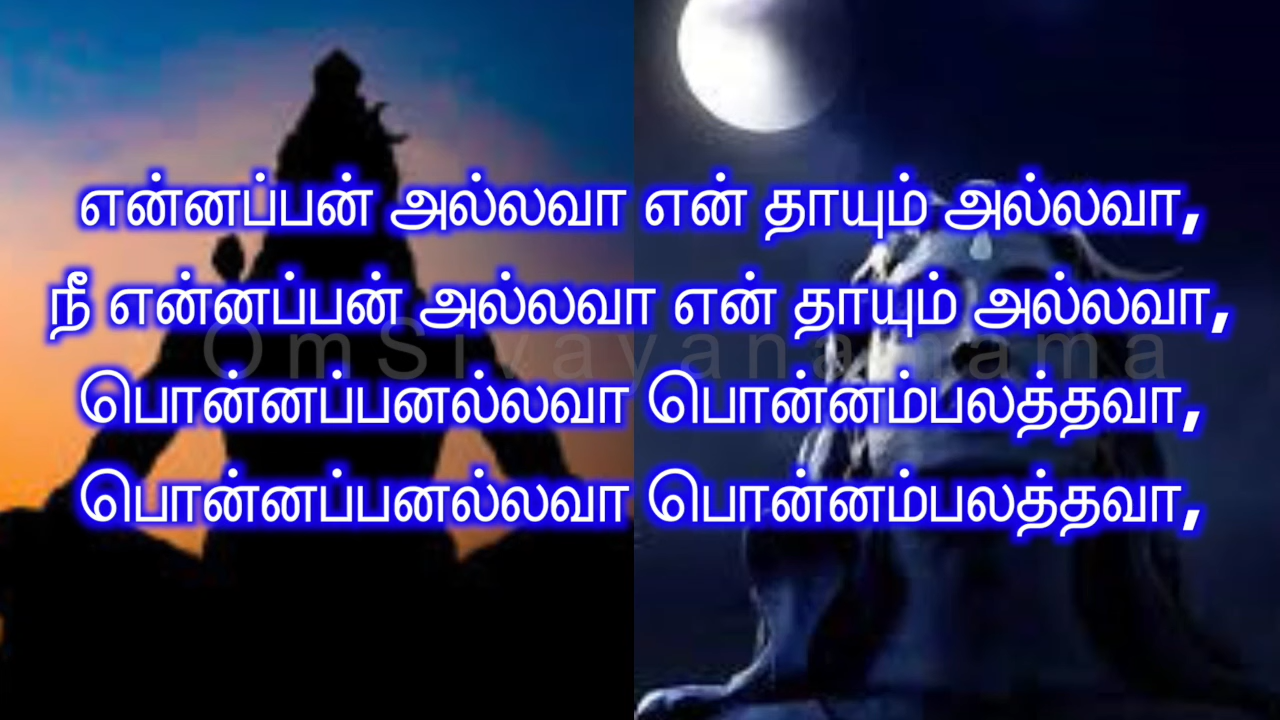 என்னப்பன் அல்லவா என் தாயும் அல்லவா,
நீ என்னப்பன் அல்லவா என் தாயும் அல்லவா,
OmSivayanamama
பொன்னப்பனல்லவா பொன்னம்பலத்தவா,
பொன்னப்பனல்லவா பொன்னம்பலத்தவா,